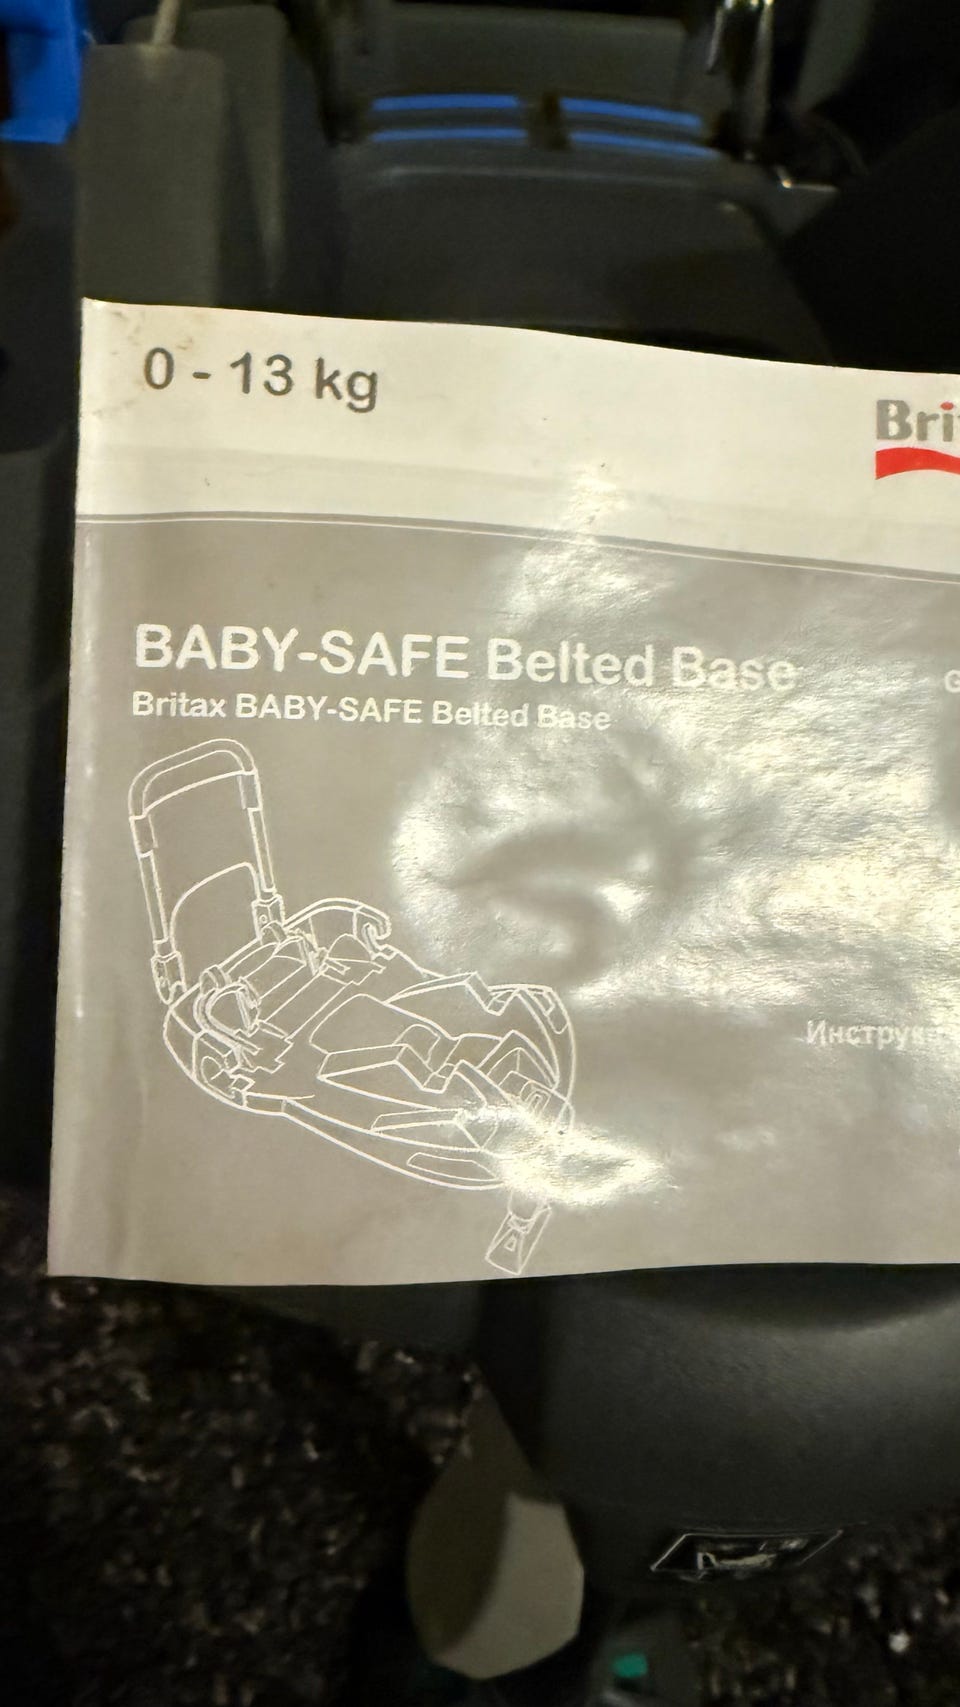 0 - 13 kg
BABY-SAFE Belted Base
Britax BABY-SAFE Belted Base